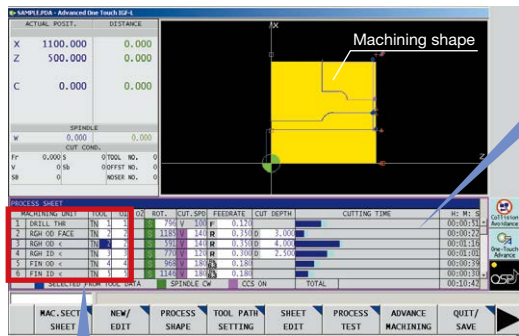 SAMPLE.PDA - Advanced One Touch IGF-L
ACTUAL POSIT. DISTANCE
X 1100.000 0.000
Z 500.000 0.000
C 0.000 0.000
SPINDLE
W 0.000 0.000
CUT COND.
Fr 0.000 S 0 TOOL NO. 0
V 0 Sb 0 OFFST NO. 0
SB 0 NOSER NO. 0
X
Machining shape
Z
PROCESS SHEET
MACHINING UNIT TOOL O1 O2 ROT. CUT.SPD FEEDRATE CUT DEPTH CUTTING TIME H: M: S
1 DRILL THR TN 1 S 796 V 100 F 0.120 00:00:51
2 RGH OD FACE TN 2 2 S 1185 V 140 R 0.350 D 3.000 00:00:22
3 RGH OD < TN 2 2 S 591 V 140 R 0.350 D 4.000 00:01:16
4 RGH ID < TN 3 3 S 770 V 120 R 0.300 D 2.500 00:01:01
5 FIN OD < TN 4 4 S 968 V 180 0.180 00:00:39
6 FIN ID < TN 5 5 S 1146 V 180 0.180 00:00:30
SELECTED FROM TOOL DATA SPINDLE CW CCS ON TOTAL 00:10:42
Collision
Avoidance
One-Touch
Advance
OSP
MAC.SECT SHEET
NEW/ EDIT
PROCESS SHAPE
TOOL PATH SETTING
SHEET EDIT
PROCESS TEST
ADVANCE MACHINING
QUIT/ SAVE